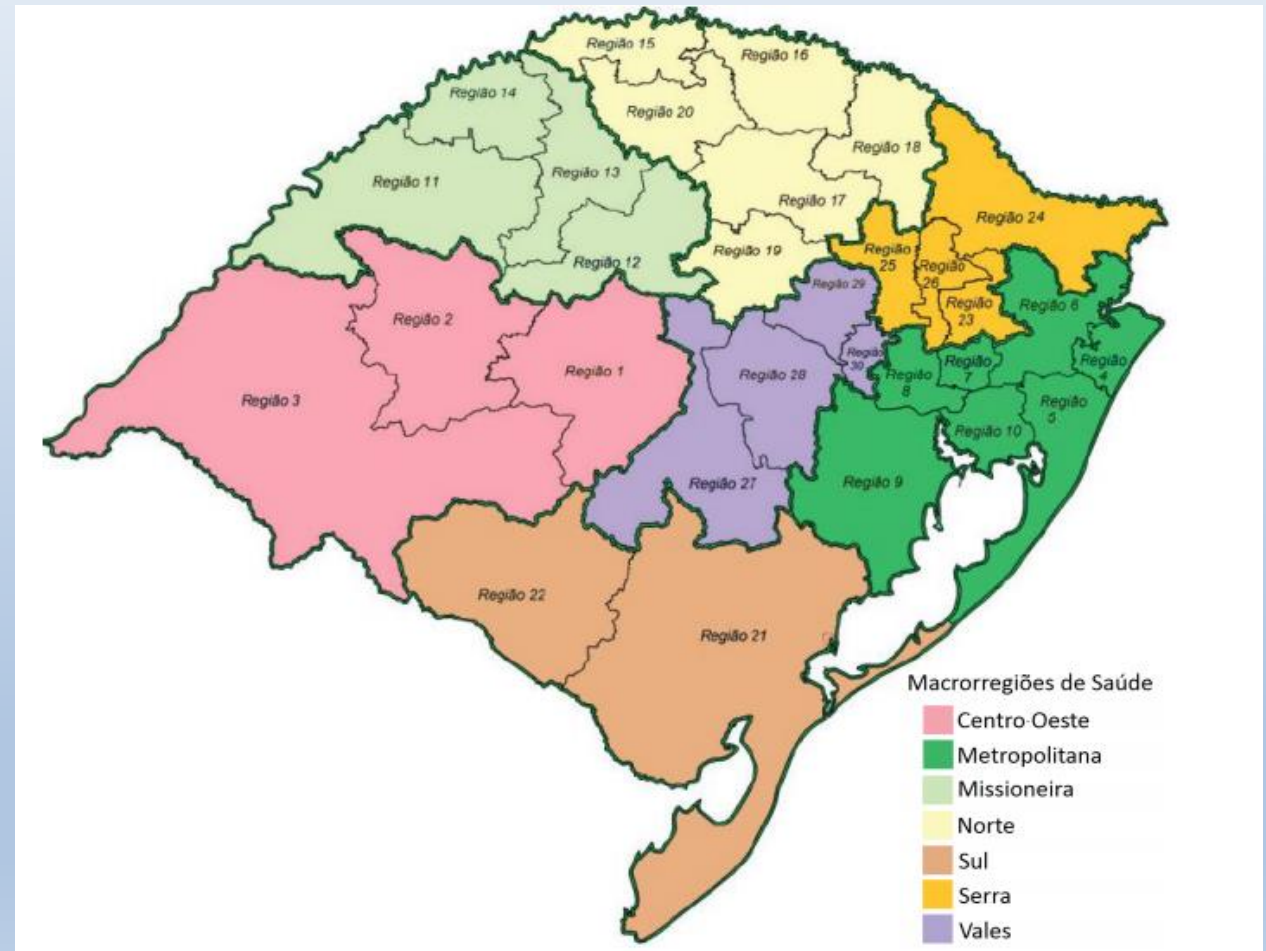 Região 15
Região 16
Região 14
Região 20
Região 18
Região 13
Região 11
Região 17
Região 24
Região 19
Região
25
Região 12
Região
26
Região 29
Região
23
Região 6
Região 2
Região
30
Região
7
Região
4
Região 1
Região 28
Região
8
Região 3
Região
5
Região 10
Região 27
Região 9
Região 22
Região 21
Macrorregiões de Saúde
Centro-Oeste
Metropolitana
Missioneira
Norte
Sul
Serra
Vales